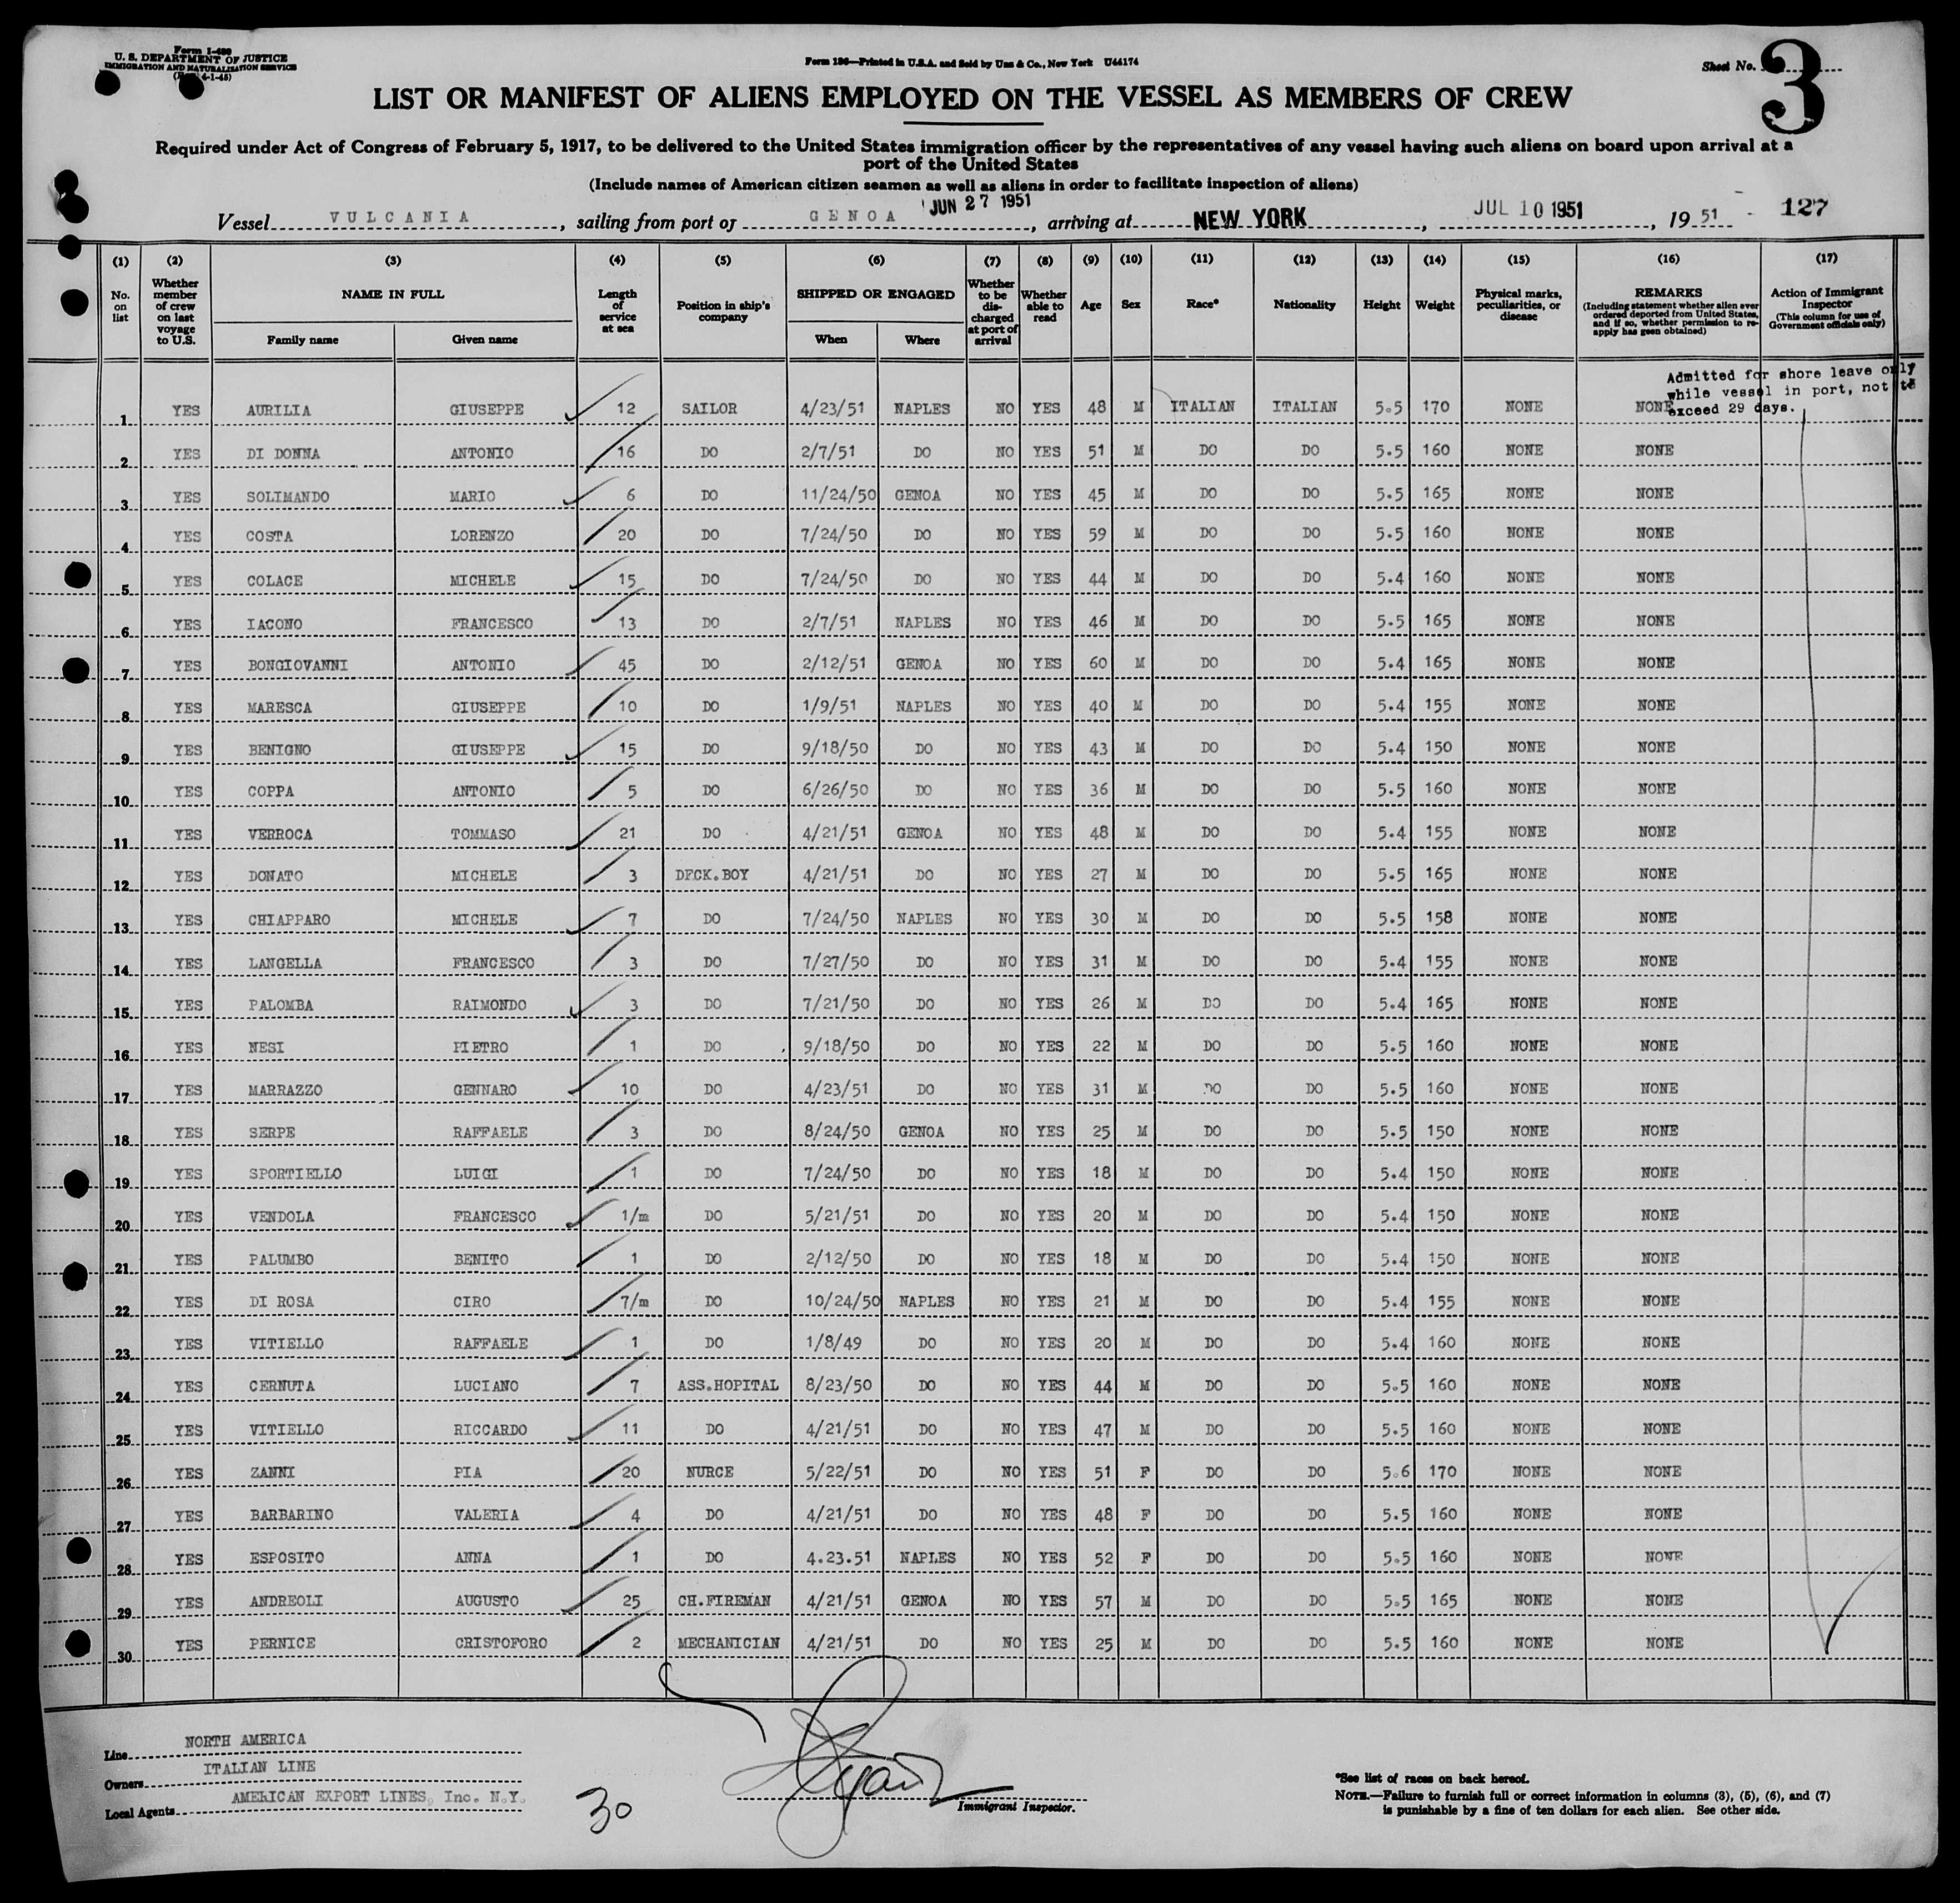 Form I-480
U. S. DEPARTMENT OF JUSTICE
IMMIGRATION AND NATURALIZATION SERVICE
4-1-45)
Form 186—Printed in U.S.A. and Sold by Unz & Co., New York U44174
Sheet No. 3
LIST OR MANIFEST OF ALIENS EMPLOYED ON THE VESSEL AS MEMBERS OF CREW
Required under Act of Congress of February 5, 1917, to be delivered to the United States immigration officer by the representatives of any vessel having such aliens on board upon arrival at a
port of the United States
(Include names of American citizen seamen as well as aliens in order to facilitate inspection of aliens)
Vessel VULCANIA, sailing from port of GENOA JUN 27 1951, arriving at NEW YORK, JUL 10 1951, 19 51 - 127
(1) (2) (3) (4) (5) (6) (7) (8) (9) (10) (11) (12) (13) (14) (15) (16) (17)
No. on list
Whether member of crew on last voyage to U.S.
NAME IN FULL
Family name Given name
Length of service at sea
Position in ship's company
SHIPPED OR ENGAGED
When Where
Whether to be discharged at port of arrival
Whether able to read
Age
Sex
Race*
Nationality
Height
Weight
Physical marks, peculiarities, or disease
REMARKS
(Including statement whether alien ever ordered deported from United States, and if so, whether permission to re-apply has geen obtained)
Action of Immigrant Inspector
(This column for use of Government officials only)
Admitted for shore leave only
while vessel in port, not to
exceed 29 days.
1 YES AURILIA GIUSEPPE 12 SAILOR 4/23/51 NAPLES NO YES 48 M ITALIAN ITALIAN 5.5 170 NONE NONE
2 YES DI DONNA ANTONIO 16 DO 2/7/51 DO NO YES 51 M DO DO 5.5 160 NONE NONE
3 YES SOLIMANDO MARIO 6 DO 11/24/50 GENOA NO YES 45 M DO DO 5.5 165 NONE NONE
4 YES COSTA LORENZO 20 DO 7/24/50 DO NO YES 59 M DO DO 5.5 160 NONE NONE
5 YES COLACE MICHELE 15 DO 7/24/50 DO NO YES 44 M DO DO 5.4 160 NONE NONE
6 YES IACONO FRANCESCO 13 DO 2/7/51 NAPLES NO YES 46 M DO DO 5.5 165 NONE NONE
7 YES BONGIOVANNI ANTONIO 45 DO 2/12/51 GENOA NO YES 60 M DO DO 5.4 165 NONE NONE
8 YES MARESCA GIUSEPPE 10 DO 1/9/51 NAPLES NO YES 40 M DO DO 5.4 155 NONE NONE
9 YES BENIGNO GIUSEPPE 15 DO 9/18/50 DO NO YES 43 M DO DO 5.4 150 NONE NONE
10 YES COPPA ANTONIO 5 DO 6/26/50 DO NO YES 36 M DO DO 5.5 160 NONE NONE
11 YES VERROCA TOMMASO 21 DO 4/21/51 GENOA NO YES 48 M DO DO 5.4 155 NONE NONE
12 YES DONATO MICHELE 3 DECK.BOY 4/21/51 DO NO YES 27 M DO DO 5.5 165 NONE NONE
13 YES CHIAPPARO MICHELE 7 DO 7/24/50 NAPLES NO YES 30 M DO DO 5.5 158 NONE NONE
14 YES LANGELLA FRANCESCO 3 DO 7/27/50 DO NO YES 31 M DO DO 5.4 155 NONE NONE
15 YES PALOMBA RAIMONDO 3 DO 7/21/50 DO NO YES 26 M DO DO 5.4 165 NONE NONE
16 YES NESI PIETRO 1 DO 9/18/50 DO NO YES 22 M DO DO 5.5 160 NONE NONE
17 YES MARRAZZO GENNARO 10 DO 4/23/51 DO NO YES 31 M DO DO 5.5 160 NONE NONE
18 YES SERPE RAFFAELE 3 DO 8/24/50 GENOA NO YES 25 M DO DO 5.5 150 NONE NONE
19 YES SPORTIELLO LUIGI 1 DO 7/24/50 DO NO YES 18 M DO DO 5.4 150 NONE NONE
20 YES VENDOLA FRANCESCO 1/m DO 5/21/51 DO NO YES 20 M DO DO 5.4 150 NONE NONE
21 YES PALUMBO BENITO 1 DO 2/12/50 DO NO YES 18 M DO DO 5.4 150 NONE NONE
22 YES DI ROSA CIRO 7/m DO 10/24/50 NAPLES NO YES 21 M DO DO 5.4 155 NONE NONE
23 YES VITIELLO RAFFAELE 1 DO 1/8/49 DO NO YES 20 M DO DO 5.4 160 NONE NONE
24 YES CERNUTA LUCIANO 7 ASS.HOPITAL 8/23/50 DO NO YES 44 M DO DO 5.5 160 NONE NONE
25 YES VITIELLO RICCARDO 11 DO 4/21/51 DO NO YES 47 M DO DO 5.5 160 NONE NONE
26 YES ZANNI PIA 20 NURCE 5/22/51 DO NO YES 51 F DO DO 5.6 170 NONE NONE
27 YES BARBARINO VALERIA 4 DO 4/21/51 DO NO YES 48 F DO DO 5.5 160 NONE NONE
28 YES ESPOSITO ANNA 1 DO 4.23.51 NAPLES NO YES 52 F DO DO 5.5 160 NONE NONE
29 YES ANDREOLI AUGUSTO 25 CH.FIREMAN 4/21/51 GENOA NO YES 57 M DO DO 5.5 165 NONE NONE
30 YES PERNICE CRISTOFORO 2 MECHANICIAN 4/21/51 DO NO YES 25 M DO DO 5.5 160 NONE NONE
Line NORTH AMERICA
Owners ITALIAN LINE
Local Agents AMERICAN EXPORT LINES, Inc. N.Y.
30
Immigrant Inspector.
*See list of races on back hereof.
NOTE.—Failure to furnish full or correct information in columns (3), (5), (6), and (7)
is punishable by a fine of ten dollars for each alien. See other side.